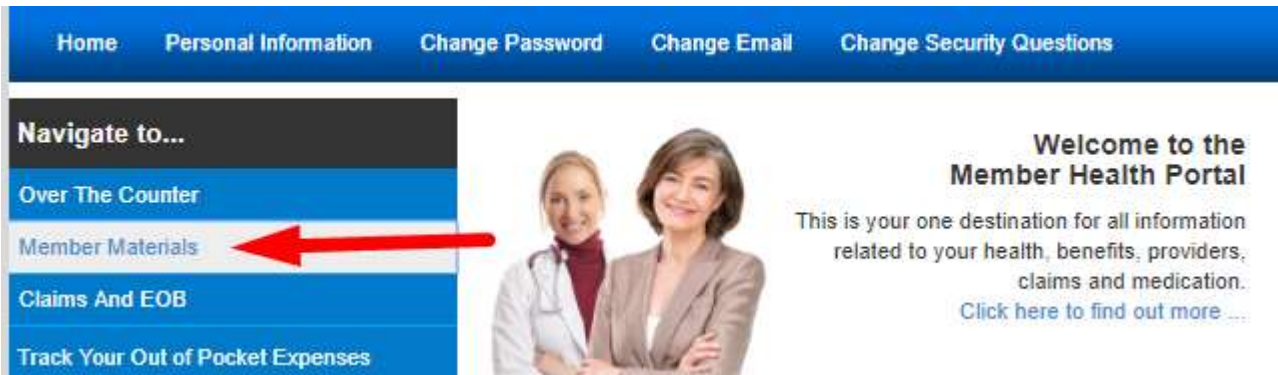 Home Personal Information Change Password Change Email Change Security Questions
Navigate to...
Over The Counter
Member Materials
Claims And EOB
Track Your Out of Pocket Expenses
Welcome to the
Member Health Portal
This is your one destination for all information
related to your health, benefits, providers,
claims and medication.
Click here to find out more ...